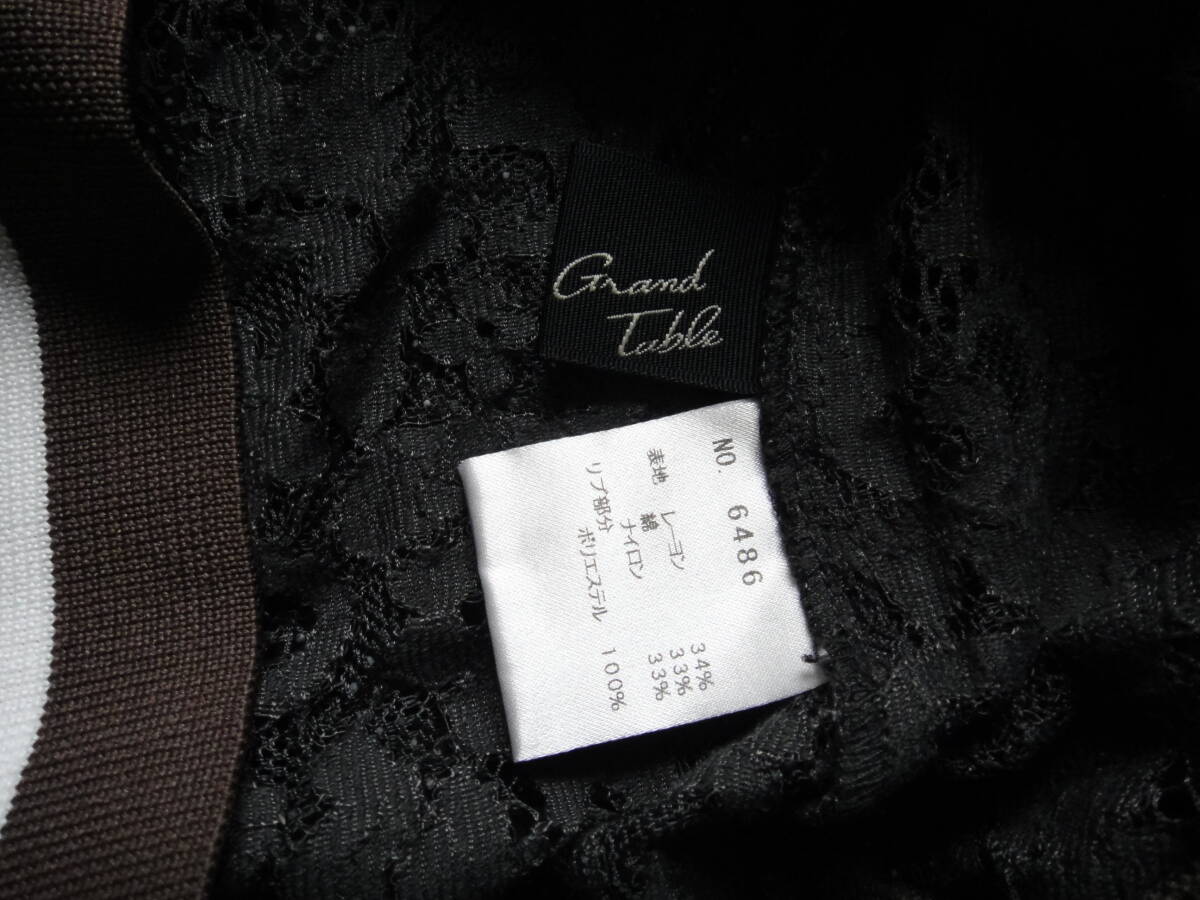 Grand
Table
NO. 6486
表地 レーヨン 34%
綿 33%
ナイロン 33%
リブ部分 ポリエステル 100%